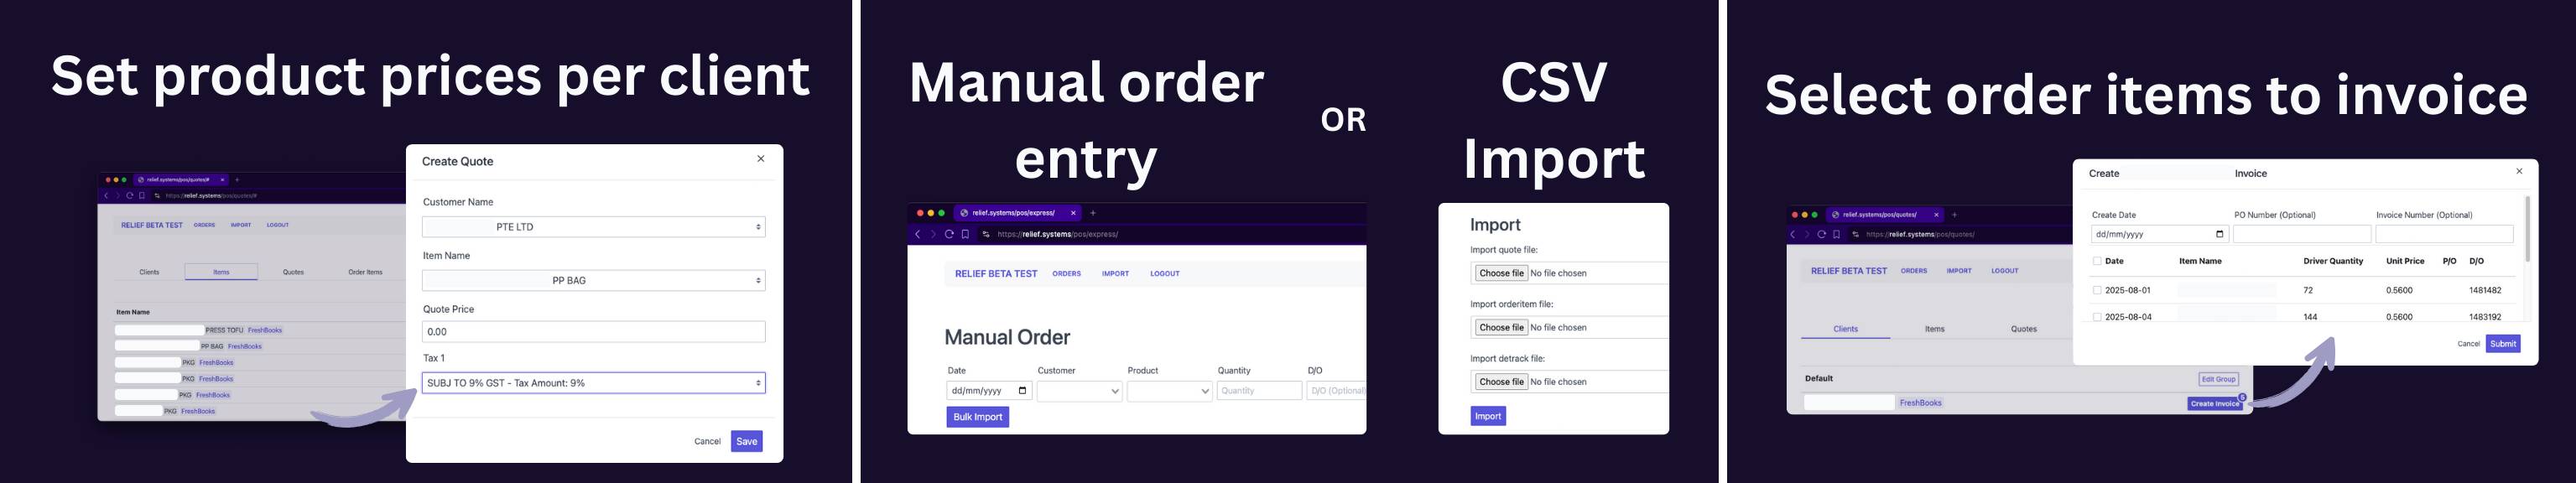 Set product prices per client
relief.systems/pos/quotes/#
https://relief.systems/pos/quotes/#
RELIEF BETA TEST ORDERS IMPORT LOGOUT
Clients Items Quotes Order Items
Item Name
PRESS TOFU FreshBooks
PP BAG FreshBooks
PKG FreshBooks
PKG FreshBooks
PKG FreshBooks
PKG FreshBooks
Create Quote
Customer Name
PTE LTD
Item Name
PP BAG
Quote Price
0.00
Tax 1
SUBJ TO 9% GST - Tax Amount: 9%
Cancel Save
Manual order
entry
OR
CSV
Import
relief.systems/pos/express/
https://relief.systems/pos/express/
RELIEF BETA TEST ORDERS IMPORT LOGOUT
Manual Order
Date Customer Product Quantity D/O
dd/mm/yyyy Quantity D/O (Optional)
Bulk Import
Import
Import quote file:
Choose file No file chosen
Import orderitem file:
Choose file No file chosen
Import detrack file:
Choose file No file chosen
Import
Select order items to invoice
relief.systems/pos/quotes/
https://relief.systems/pos/quotes/
RELIEF BETA TEST ORDERS IMPORT LOGOUT
Clients Items Quotes
Default Edit Group
FreshBooks Create Invoice
Create Invoice
Create Date PO Number (Optional) Invoice Number (Optional)
dd/mm/yyyy
Date Item Name Driver Quantity Unit Price P/O D/O
2025-08-01 72 0.5600 1481482
2025-08-04 144 0.5600 1483192
Cancel Submit